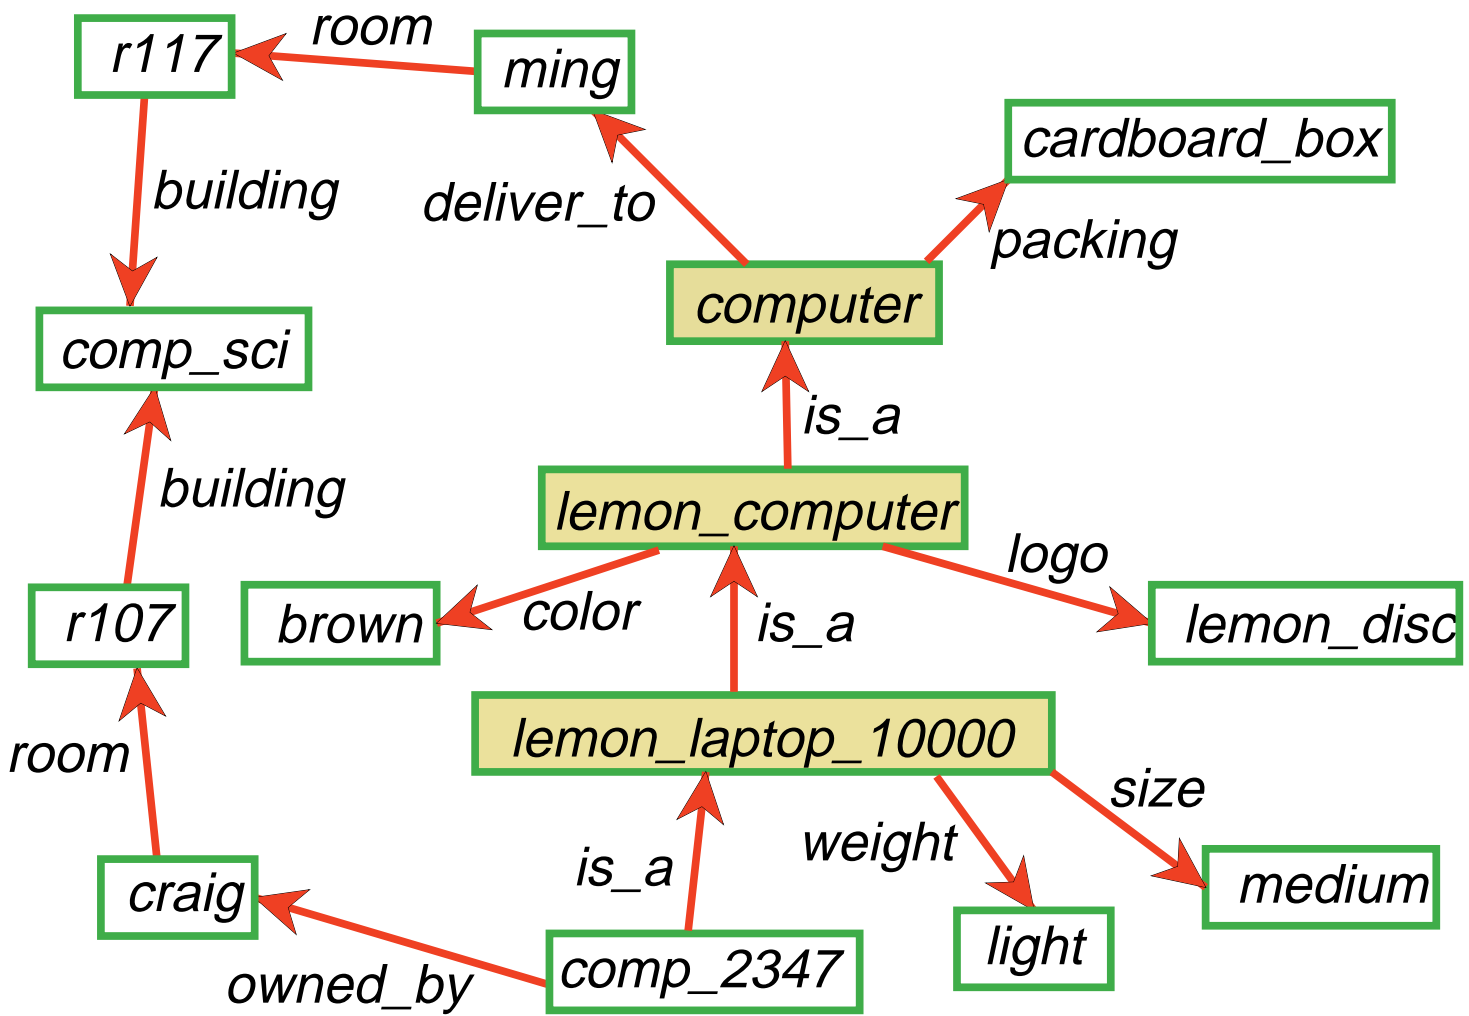 room
r117
ming
cardboard_box
building
deliver_to
packing
computer
comp_sci
is_a
building
lemon_computer
logo
r107
brown
color
is_a
lemon_disc
room
lemon_laptop_10000
size
weight
is_a
craig
medium
light
owned_by
comp_2347